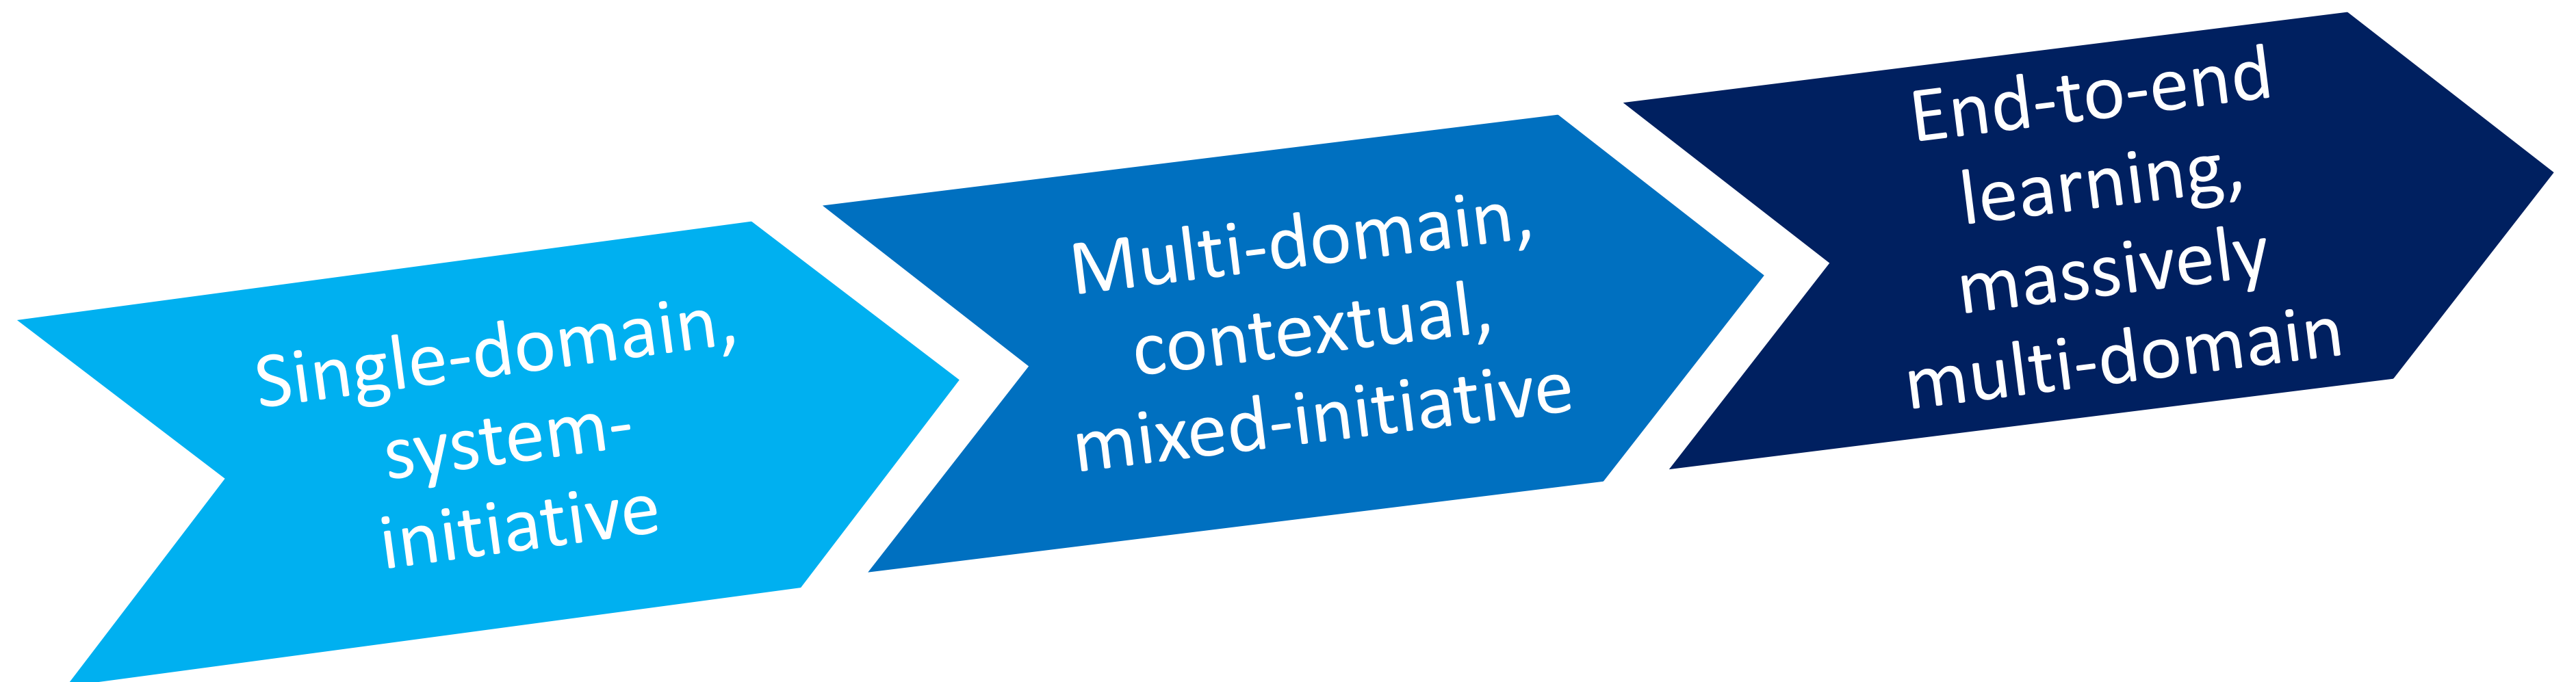 Single-domain,
system-
initiative
Multi-domain,
contextual,
mixed-initiative
End-to-end
learning,
massively
multi-domain